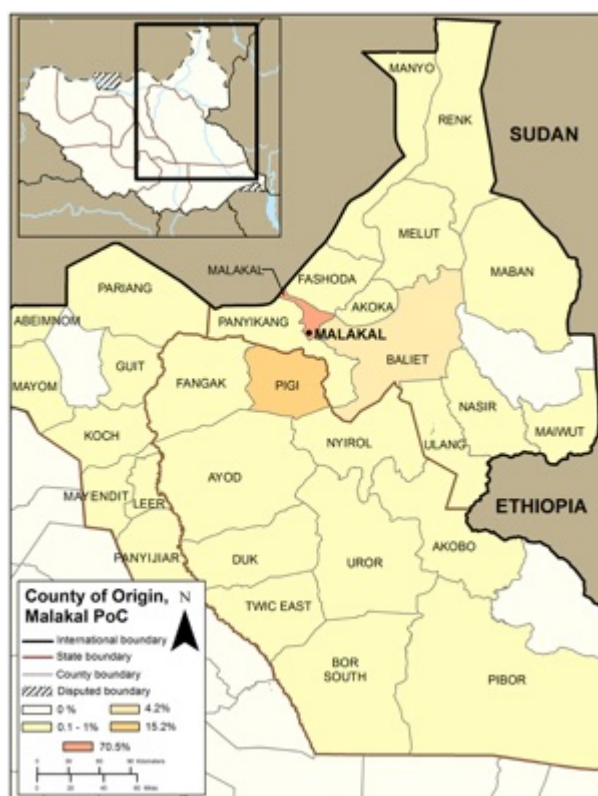 MANYO
RENK
SUDAN
MELUT
MALAKAL
FASHODA
MABAN
PARIANG
AKOKA
ABEIMNOM
PANYIKANG
MALAKAL
BALIET
GUIT
MAYOM
FANGAK
PIGI
NASIR
KOCH
NYIROL
ULANG
MAIWUT
AYOD
MAYENDIT
LEER
ETHIOPIA
PANYIJIAR
DUK
UROR
AKOBO
TWIC EAST
BOR
SOUTH
PIBOR
County of Origin,
Malakal PoC
N
International boundary
State boundary
County boundary
Disputed boundary
0 %
4.2%
0.1 - 1%
15.2%
70.5%
0
Kilometers
Miles